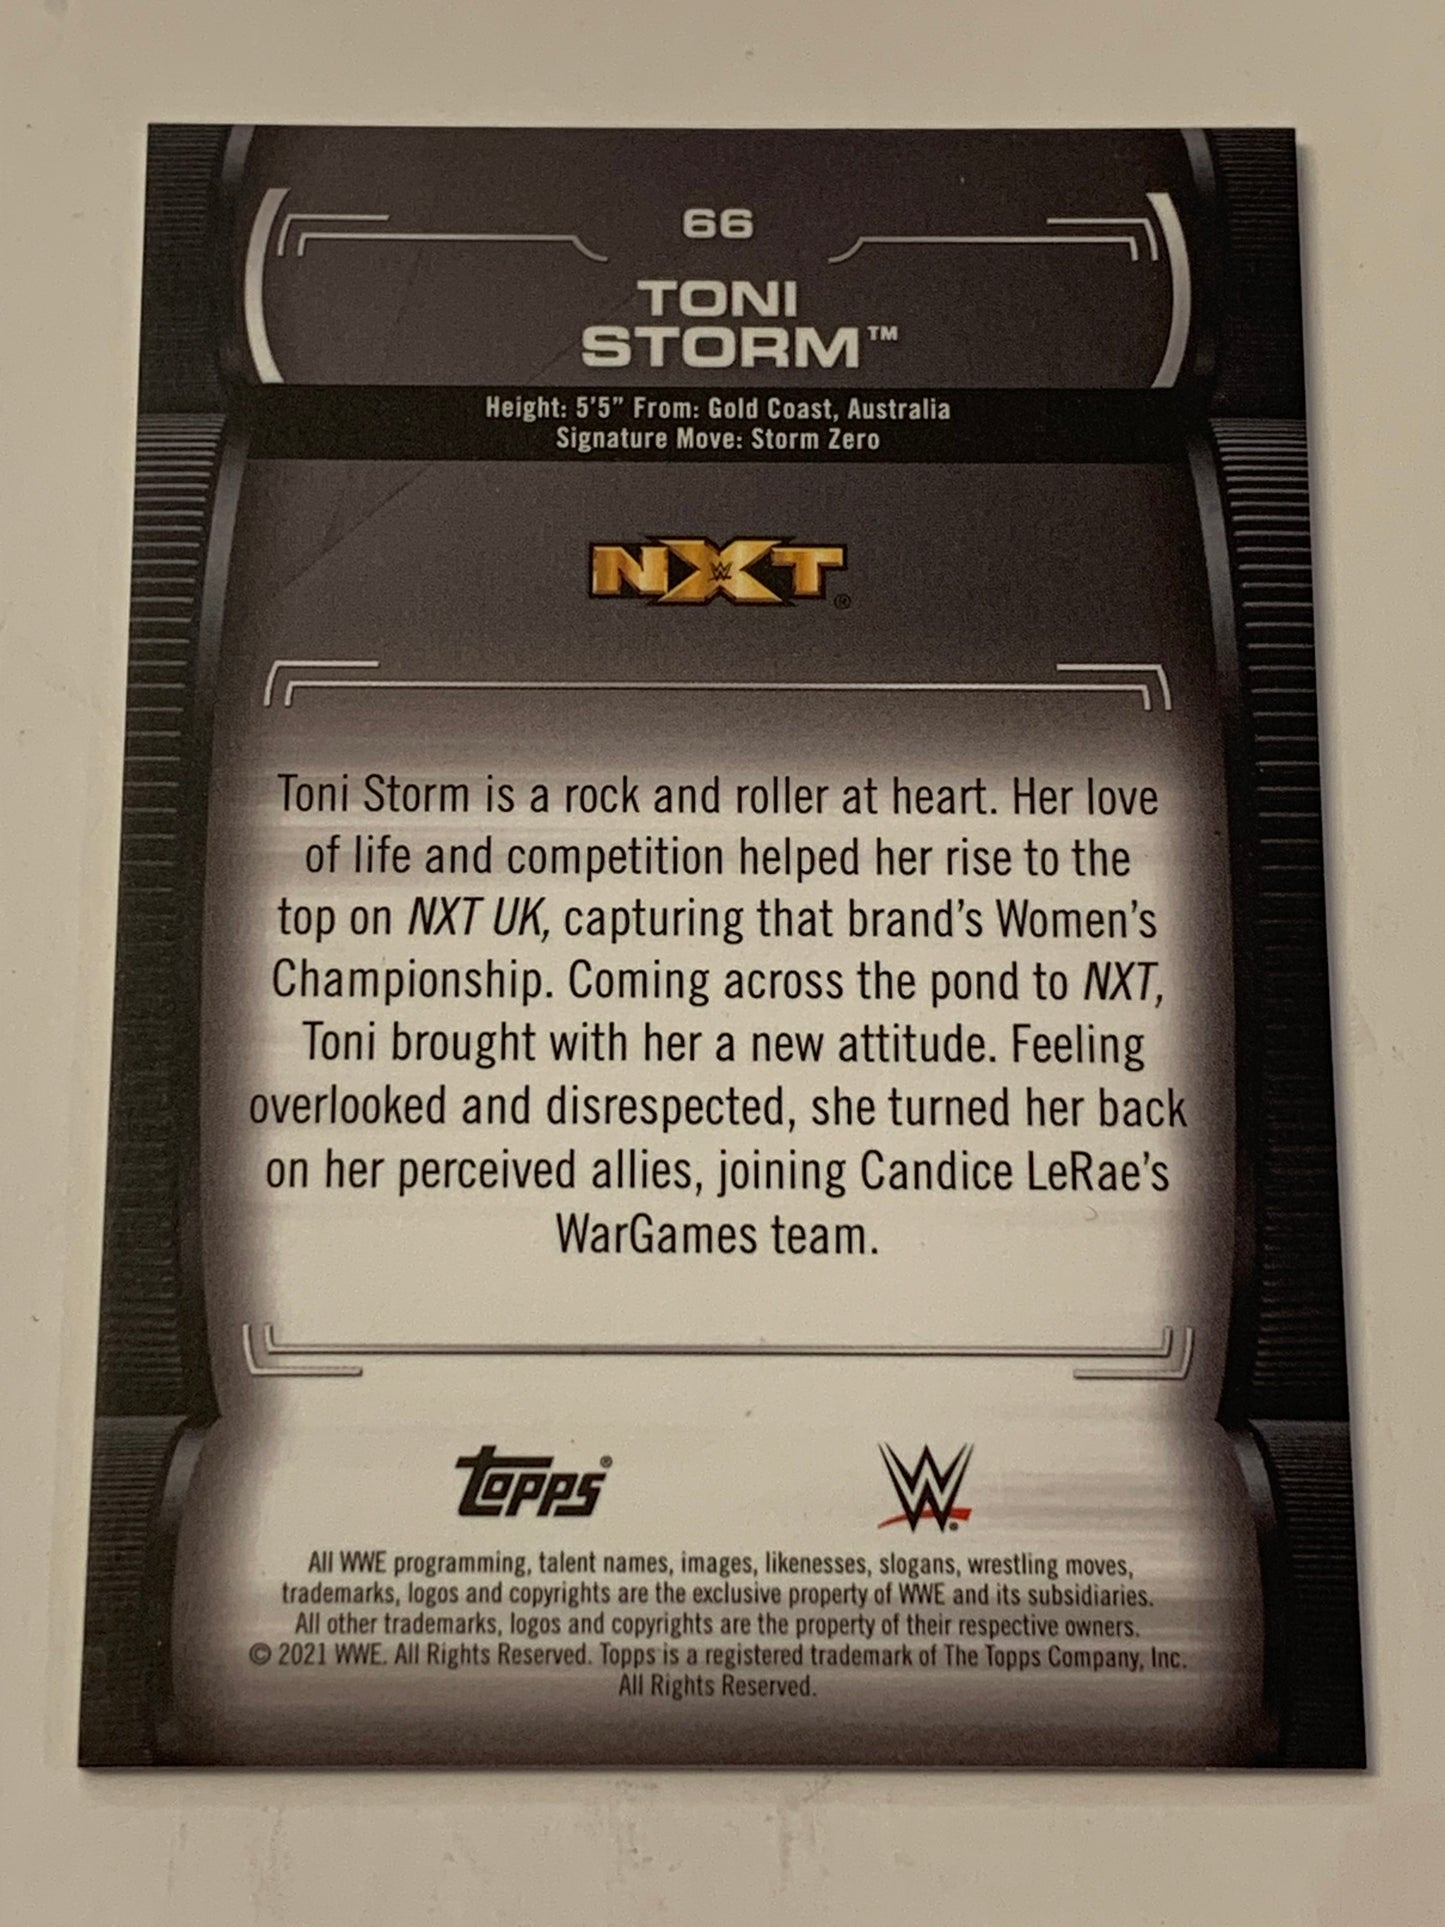 66
TONI
STORM™
Height: 5'5" From: Gold Coast, Australia
Signature Move: Storm Zero
NXT®
Toni Storm is a rock and roller at heart. Her love
of life and competition helped her rise to the
top on NXT UK, capturing that brand's Women's
Championship. Coming across the pond to NXT,
Toni brought with her a new attitude. Feeling
overlooked and disrespected, she turned her back
on her perceived allies, joining Candice LeRae's
WarGames team.
topps® W®
All WWE programming, talent names, images, likenesses, slogans, wrestling moves,
trademarks, logos and copyrights are the exclusive property of WWE and its subsidiaries.
All other trademarks, logos and copyrights are the property of their respective owners.
© 2021 WWE. All Rights Reserved. Topps is a registered trademark of The Topps Company, Inc.
All Rights Reserved.